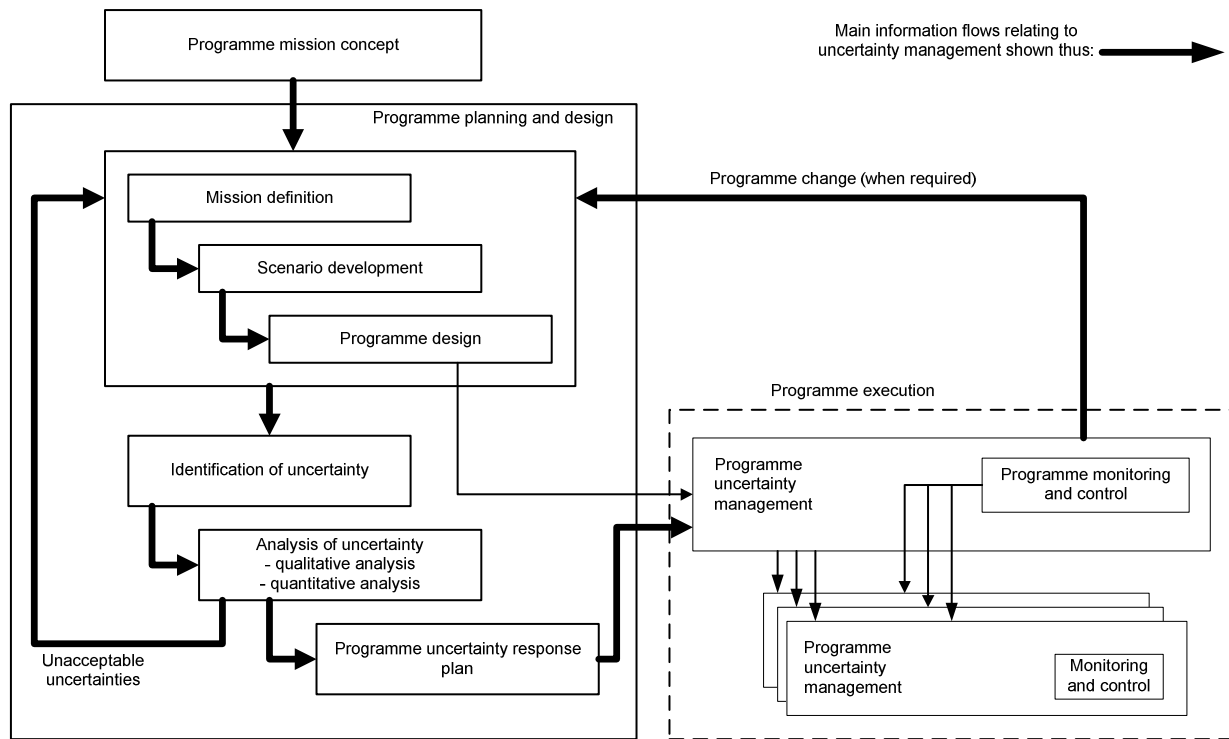 Programme mission concept
Main information flows relating to
uncertainty management shown thus:
Programme planning and design
Mission definition
Scenario development
Programme design
Programme change (when required)
Identification of uncertainty
Analysis of uncertainty
- qualitative analysis
- quantitative analysis
Unacceptable
uncertainties
Programme uncertainty response
plan
Programme execution
Programme
uncertainty
management
Programme monitoring
and control
Programme
uncertainty
management
Monitoring
and control